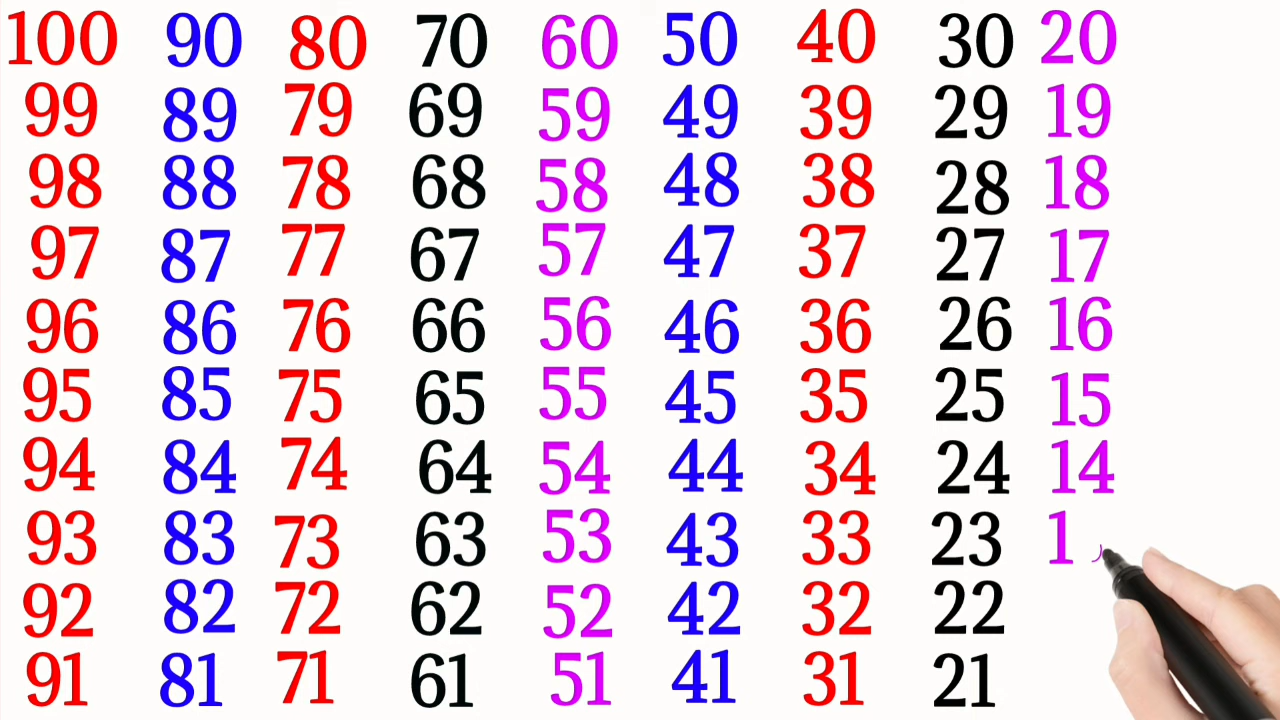 100 90 80 70 60 50 40 30 20
99 89 79 69 59 49 39 29 19
98 88 78 68 58 48 38 28 18
97 87 77 67 57 47 37 27 17
96 86 76 66 56 46 36 26 16
95 85 75 65 55 45 35 25 15
94 84 74 64 54 44 34 24 14
93 83 73 63 53 43 33 23 1
92 82 72 62 52 42 32 22
91 81 71 61 51 41 31 21